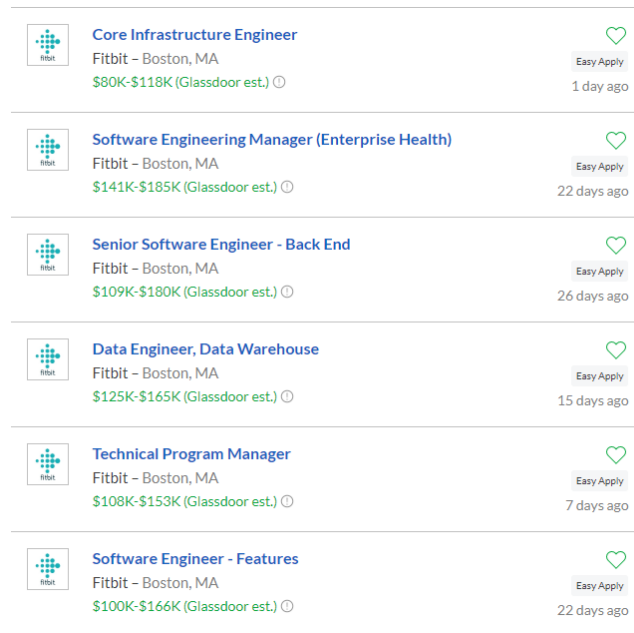 Core Infrastructure Engineer
fitbit
Fitbit – Boston, MA
Easy Apply
$80K-$118K (Glassdoor est.)
1 day ago
Software Engineering Manager (Enterprise Health)
fitbit
Fitbit – Boston, MA
Easy Apply
$141K-$185K (Glassdoor est.)
22 days ago
Senior Software Engineer - Back End
fitbit
Fitbit – Boston, MA
Easy Apply
$109K-$180K (Glassdoor est.)
26 days ago
Data Engineer, Data Warehouse
fitbit
Fitbit – Boston, MA
Easy Apply
$125K-$165K (Glassdoor est.)
15 days ago
Technical Program Manager
fitbit
Fitbit – Boston, MA
Easy Apply
$108K-$153K (Glassdoor est.)
7 days ago
Software Engineer - Features
fitbit
Fitbit – Boston, MA
Easy Apply
$100K-$166K (Glassdoor est.)
22 days ago